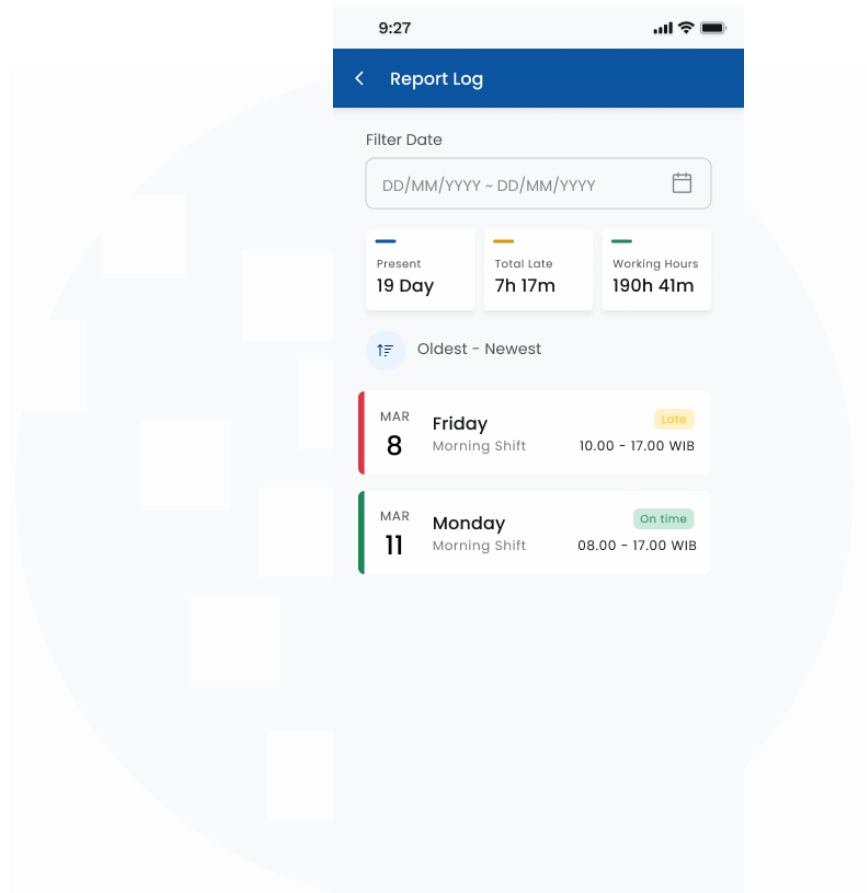 9:27
Report Log
Filter Date
DD/MM/YYYY ~ DD/MM/YYYY
Present
19 Day
Total Late
7h 17m
Working Hours
190h 41m
Oldest - Newest
MAR
8
Friday
Morning Shift
Late
10.00 - 17.00 WIB
MAR
11
Monday
Morning Shift
On time
08.00 - 17.00 WIB